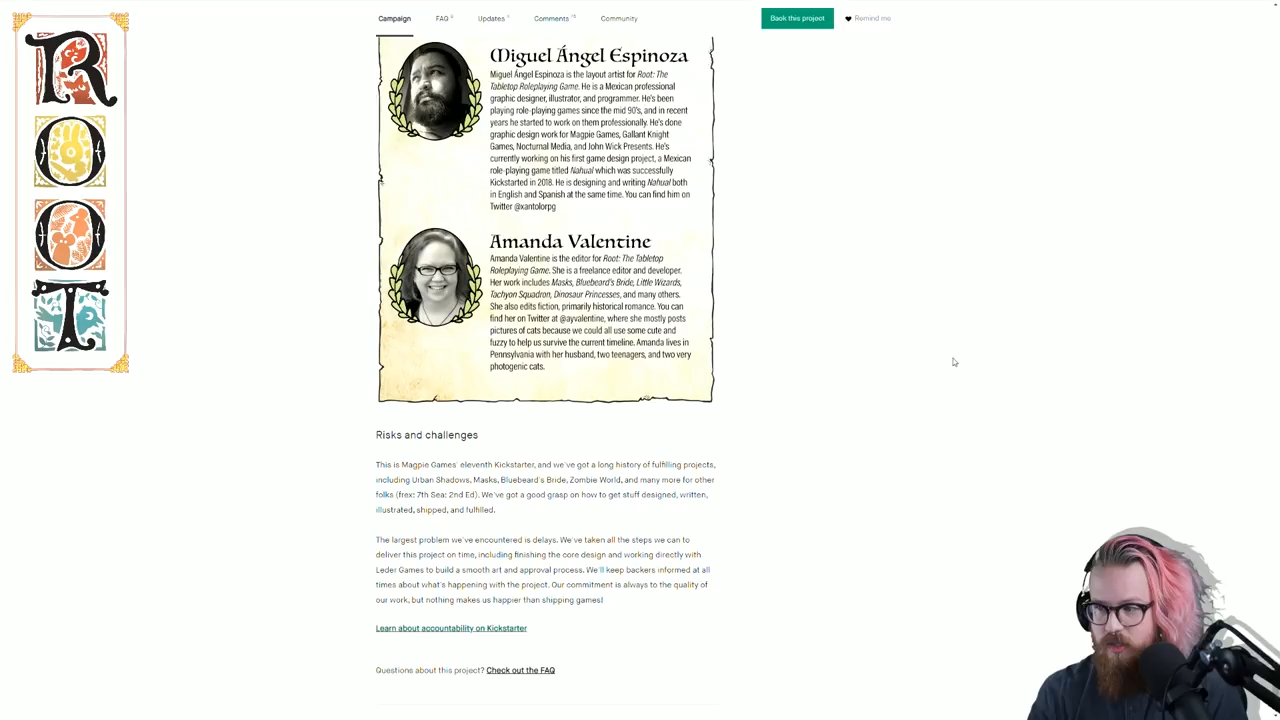 Campaign FAQ 9 Updates Comments 15 Community Back this project Remind me
ROOT
Miguel Ángel Espinoza
Miguel Ángel Espinoza is the layout artist for Root: The
Tabletop Roleplaying Game. He is a Mexican professional
graphic designer, illustrator, and programmer. He's been
playing role-playing games since the mid 90's, and in recent
years he started to work on them professionally. He's done
graphic design work for Magpie Games, Gallant Knight
Games, Nocturnal Media, and John Wick Presents. He's
currently working on his first game design project, a Mexican
role-playing game titled Nahual which was successfully
Kickstarted in 2018. He is designing and writing Nahual both
in English and Spanish at the same time. You can find him on
Twitter @xantolorpg
Amanda Valentine
Amanda Valentine is the editor for Root: The Tabletop
Roleplaying Game. She is a freelance editor and developer.
Her work includes Masks, Bluebeard's Bride, Little Wizards,
Tachyon Squadron, Dinosaur Princesses, and many others.
She also edits fiction, primarily historical romance. You can
find her on Twitter at @ayvalentine, where she mostly posts
pictures of cats because we could all use some cute and
fuzzy to help us survive the current timeline. Amanda lives in
Pennsylvania with her husband, two teenagers, and two very
photogenic cats.
Risks and challenges
This is Magpie Games' eleventh Kickstarter, and we've got a long history of fulfilling projects,
including Urban Shadows, Masks, Bluebeard's Bride, Zombie World, and many more for other
folks (frex: 7th Sea: 2nd Ed). We've got a good grasp on how to get stuff designed, written,
illustrated, shipped, and fulfilled.
The largest problem we've encountered is delays. We've taken all the steps we can to
deliver this project on time, including finishing the core design and working directly with
Leder Games to build a smooth art and approval process. We'll keep backers informed at all
times about what's happening with the project. Our commitment is always to the quality of
our work, but nothing makes us happier than shipping games!
Learn about accountability on Kickstarter
Questions about this project? Check out the FAQ